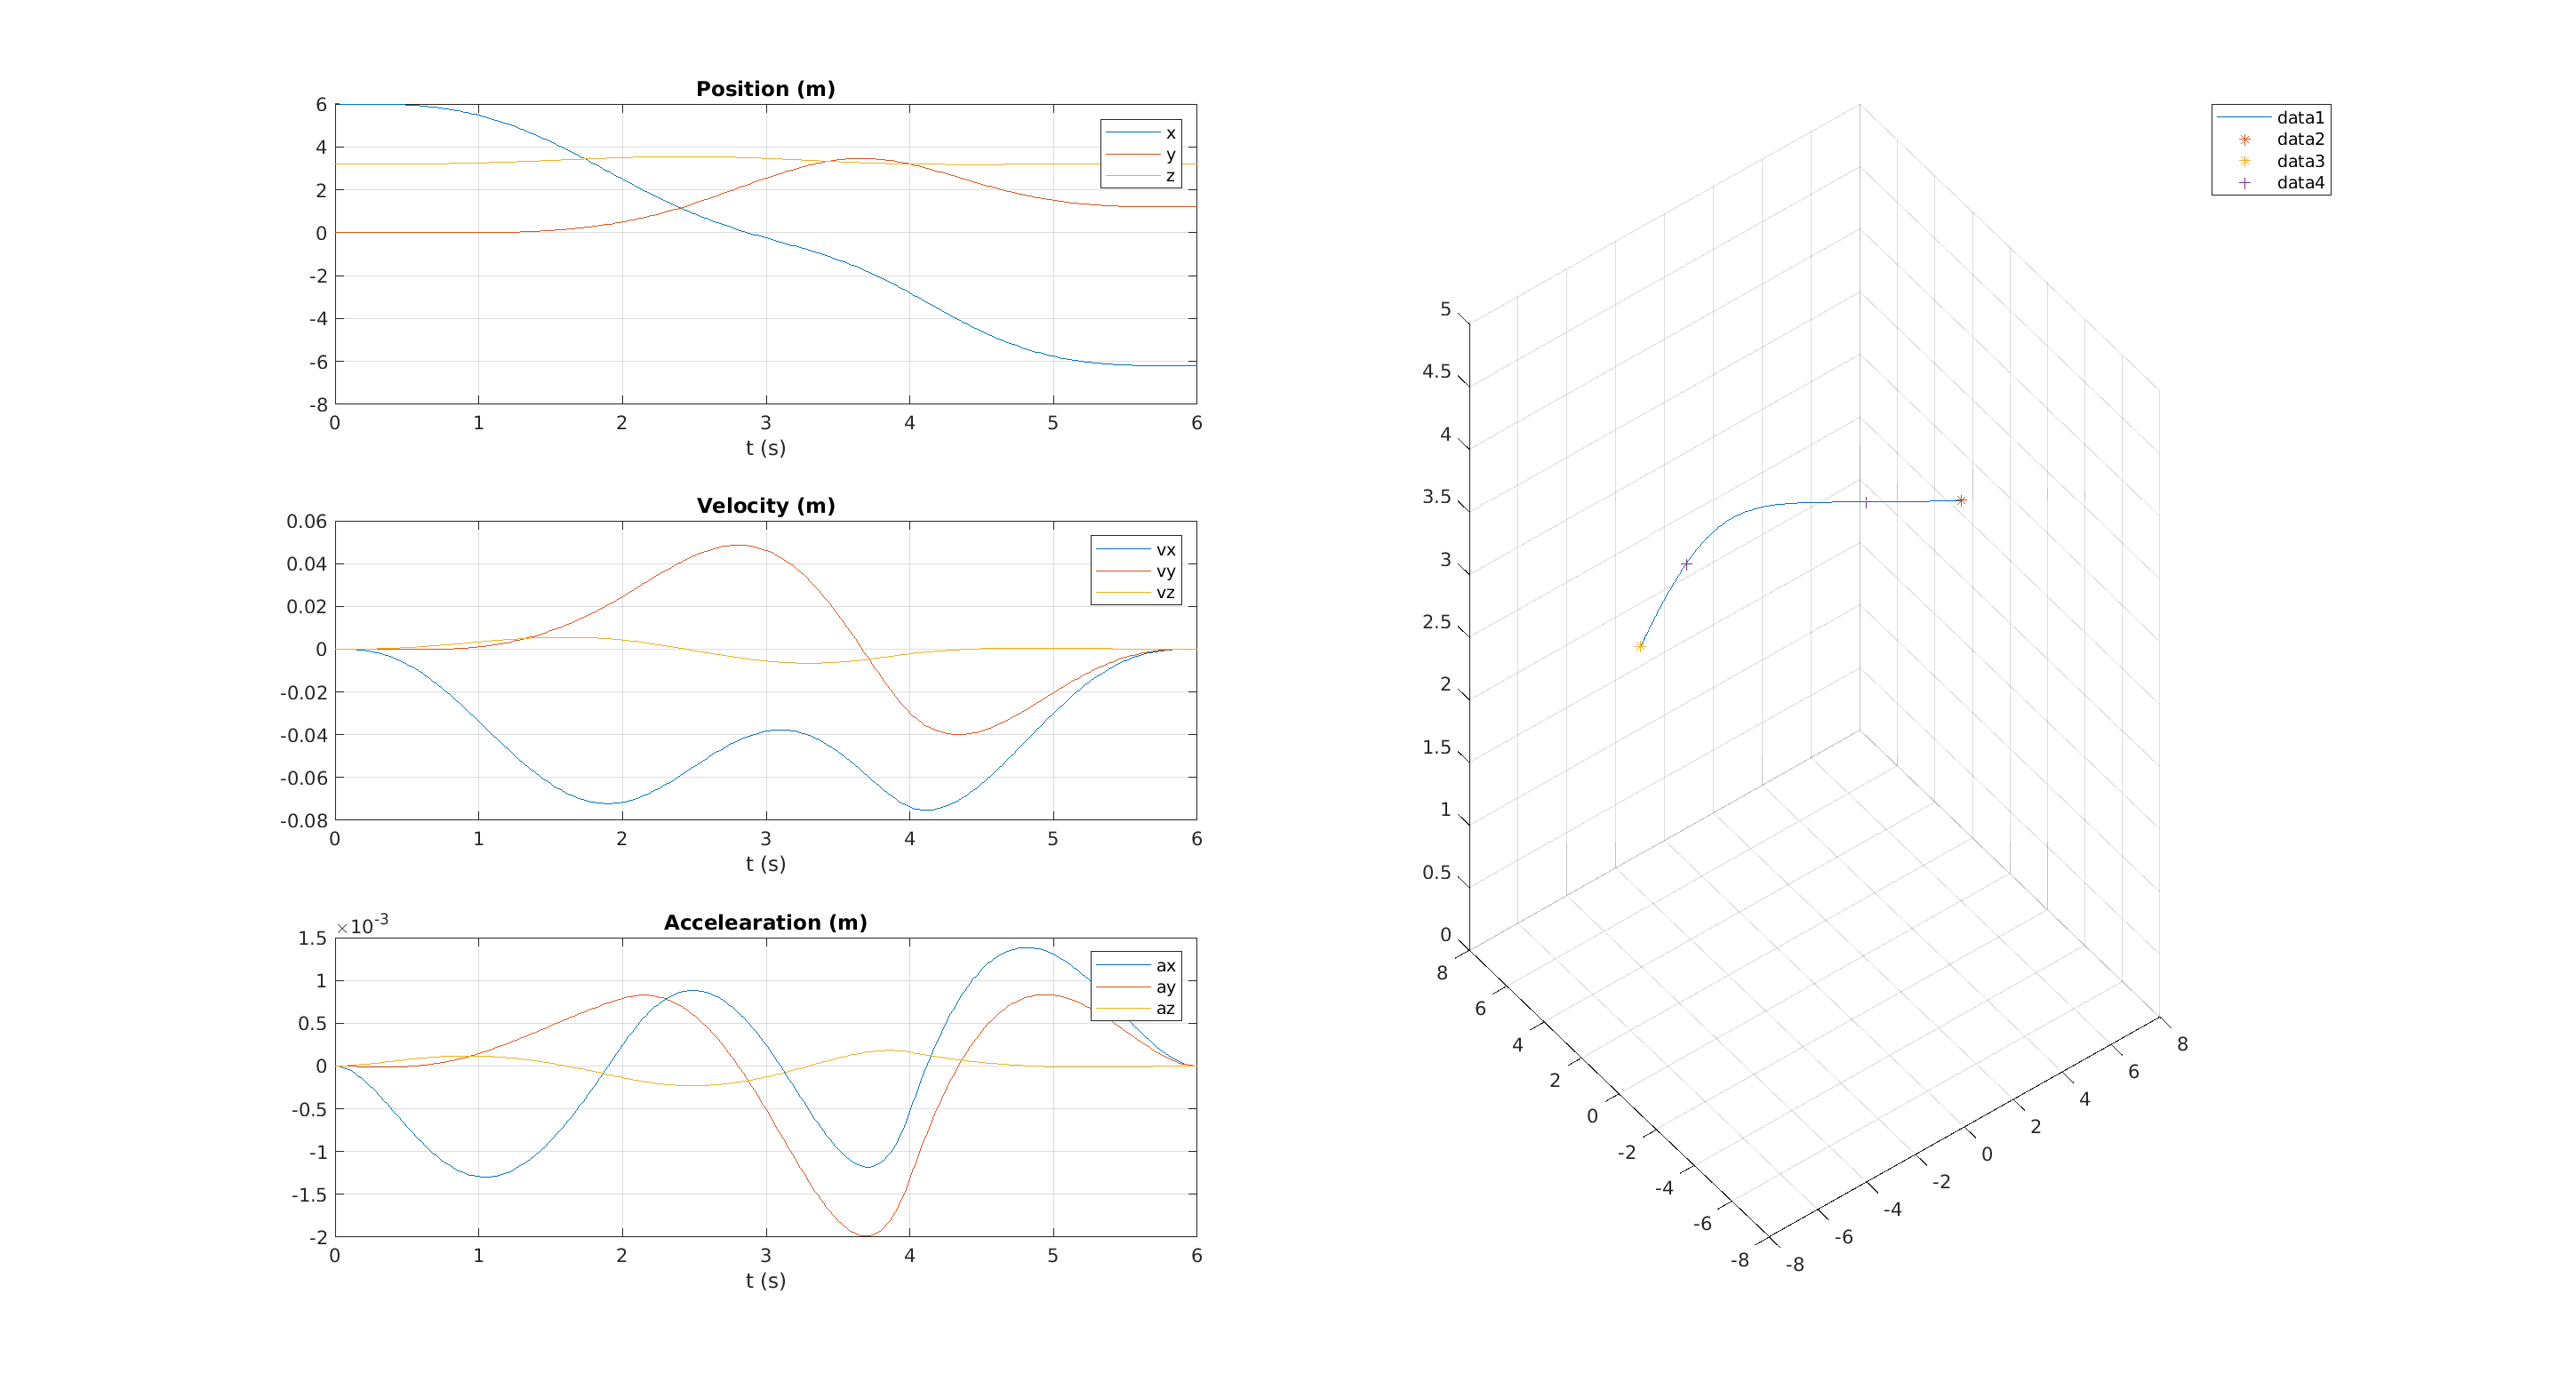 Position (m)
6
4
2
0
-2
-4
-6
-8
0 1 2 3 4 5 6
t (s)
x
y
z
Velocity (m)
0.06
0.04
0.02
0
-0.02
-0.04
-0.06
-0.08
0 1 2 3 4 5 6
t (s)
vx
vy
vz
Accelearation (m)
×10-3
1.5
1
0.5
0
-0.5
-1
-1.5
-2
0 1 2 3 4 5 6
t (s)
ax
ay
az
data1
data2
data3
data4
5
4.5
4
3.5
3
2.5
2
1.5
1
0.5
0
8
6
4
2
0
-2
-4
-6
-8
-8
-6
-4
-2
0
2
4
6
8